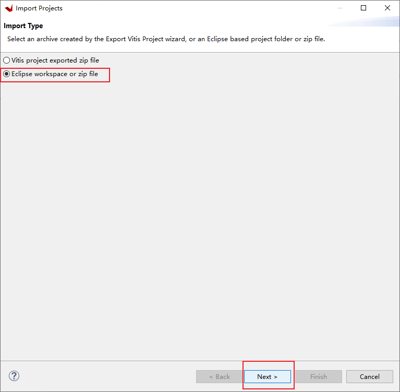 Import Projects
Import Type
Select an archive created by the Export Vitis Project wizard, or an Eclipse based project folder or zip file.
Vitis project exported zip file
Eclipse workspace or zip file
?
< Back
Next >
Finish
Cancel